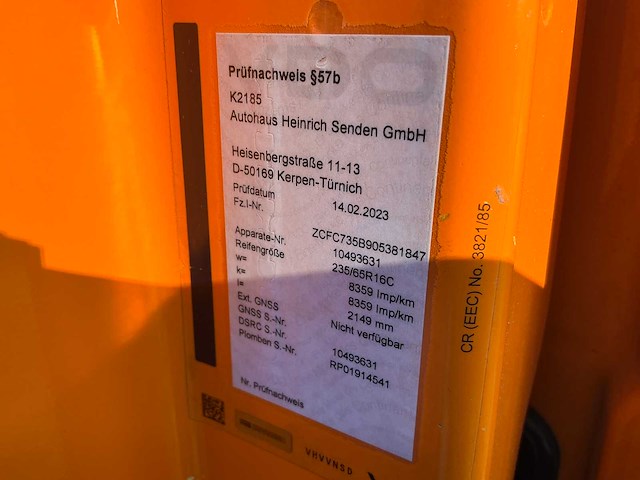 Prüfnachweis §57b
K2185
Autohaus Heinrich Senden GmbH
Heisenbergstraße 11-13
D-50169 Kerpen-Türnich
Prüfdatum 14.02.2023
Fz.I-Nr. ZCFC735B905381847
Apparate-Nr. 10493631
Reifengröße 235/65R16C
w= 8359 Imp/km
k= 8359 Imp/km
l= 2149 mm
Ext. GNSS Nicht verfügbar
GNSS S.-Nr.
DSRC S.-Nr. 10493631
Plomben S.-Nr. RP01914541
Nr. Prüfnachweis
VHVVNSD
CR (EEC) No. 3821/85